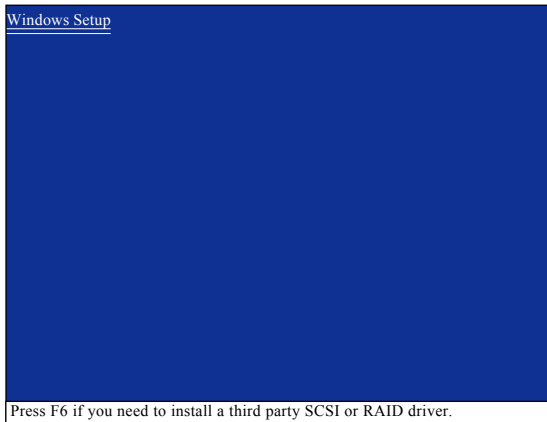 Windows Setup
Press F6 if you need to install a third party SCSI or RAID driver.